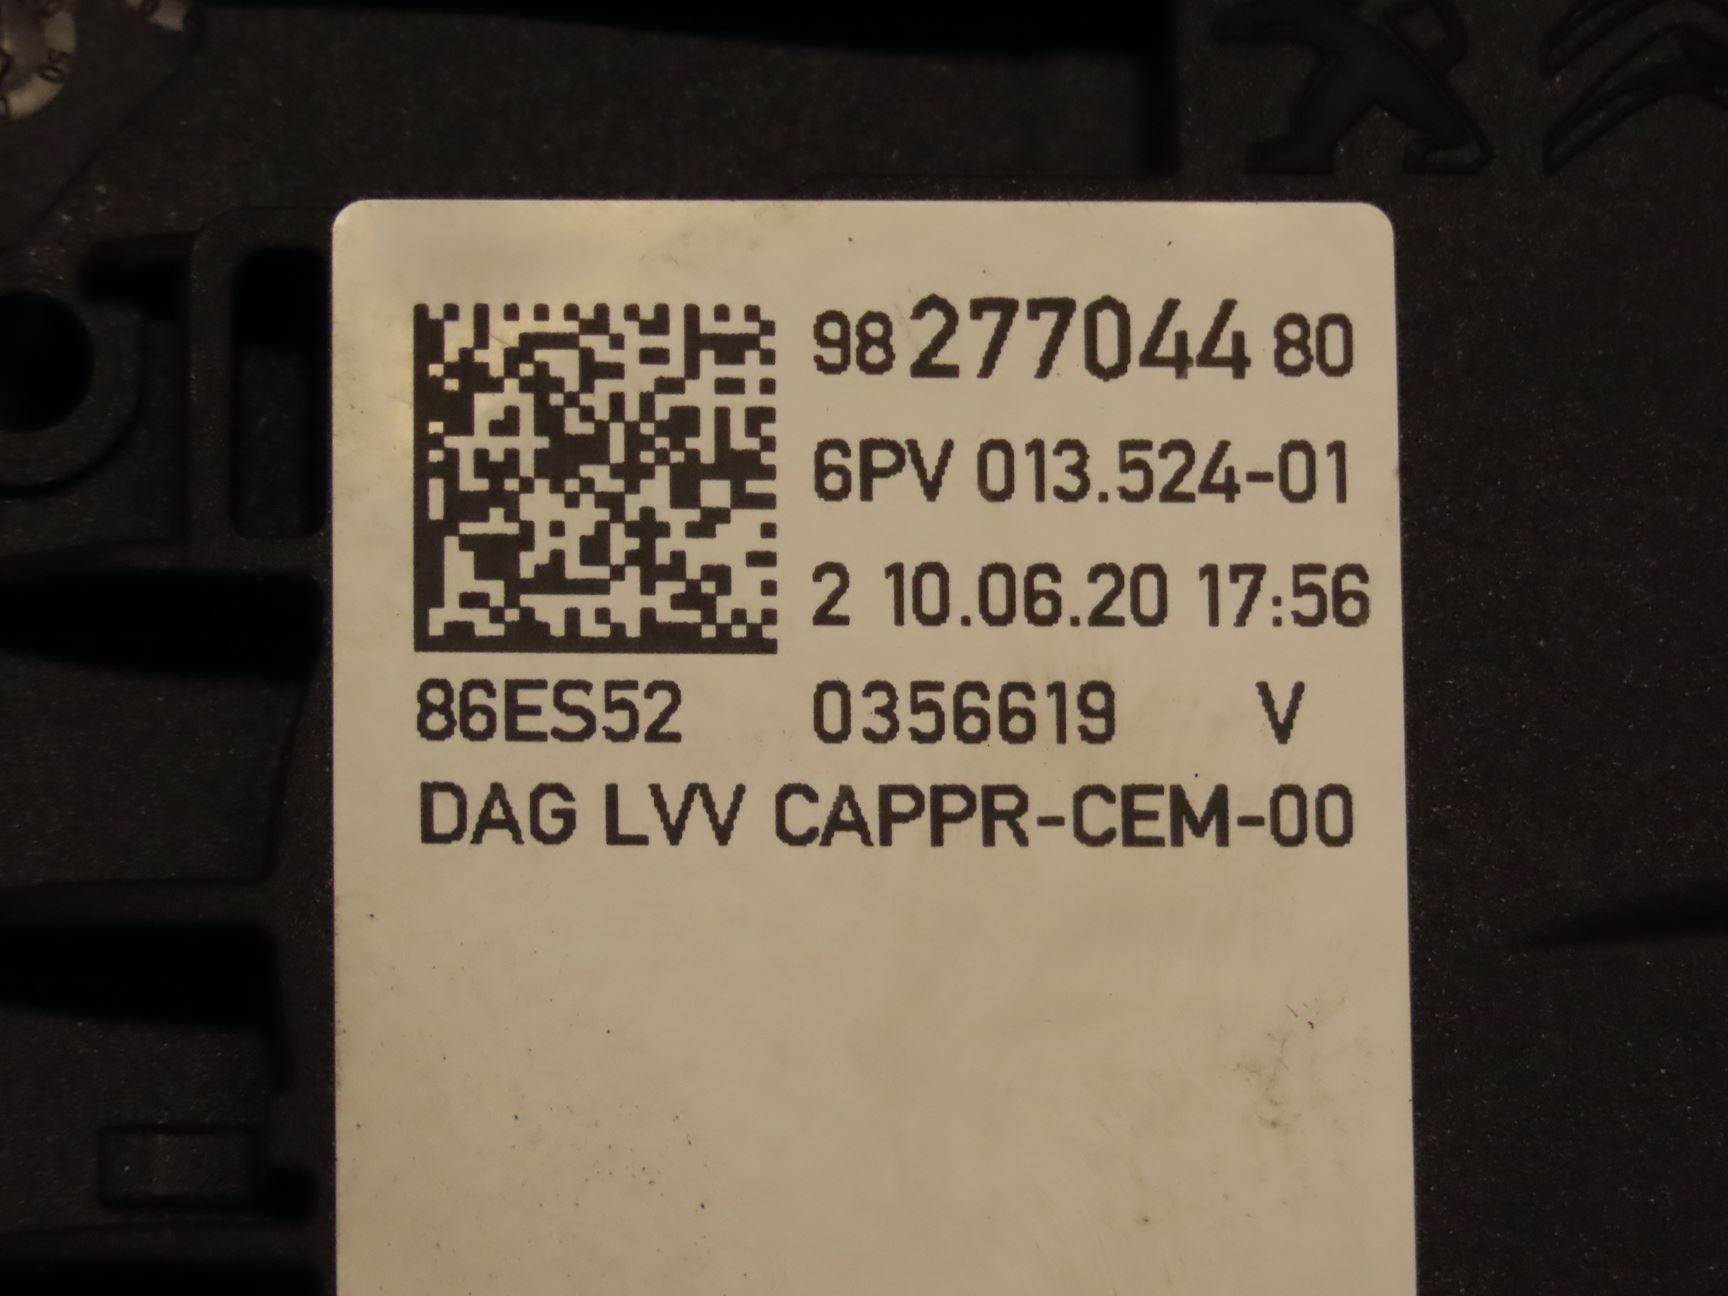 98 277044 80
6PV 013.524-01
2 10.06.20 17:56
86ES52 0356619 V
DAG LVV CAPPR-CEM-00